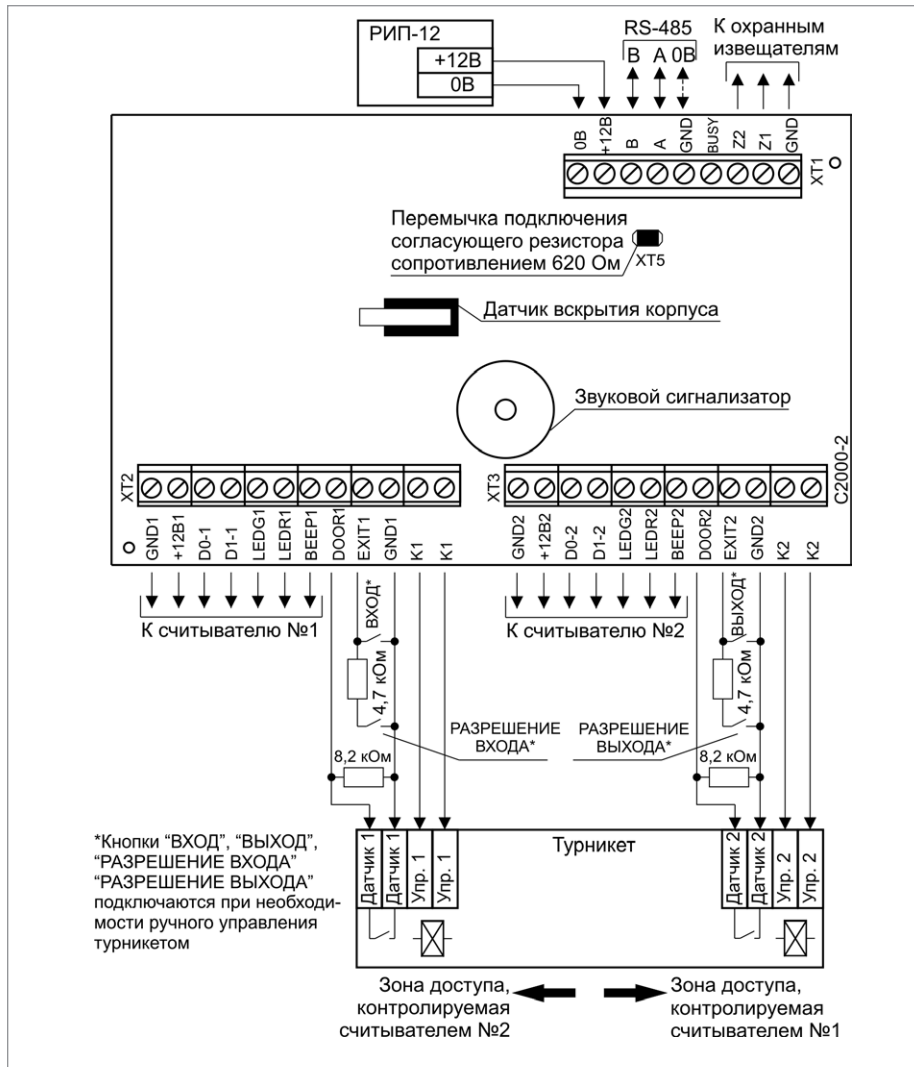 РИП-12
+12В
0В
RS-485
В А 0В
К охранным
извещателям
0В
+12В
B
A
GND
BUSY
Z2
Z1
GND
XT1
Перемычка подключения
согласующего резистора
сопротивлением 620 Ом
XT5
Датчик вскрытия корпуса
Звуковой сигнализатор
XT2
XT3
С2000-2
GND1
+12В1
D0-1
D1-1
LEDG1
LEDR1
BEEP1
DOOR1
EXIT1
GND1
K1
K1
GND2
+12В2
D0-2
D1-2
LEDG2
LEDR2
BEEP2
DOOR2
EXIT2
GND2
K2
K2
К считывателю №1
ВХОД*
4,7 кОм
К считывателю №2
ВЫХОД*
4,7 кОм
РАЗРЕШЕНИЕ
ВХОДА*
РАЗРЕШЕНИЕ
ВЫХОДА*
8,2 кОм
8,2 кОм
*Кнопки “ВХОД”, “ВЫХОД”,
“РАЗРЕШЕНИЕ ВХОДА”
“РАЗРЕШЕНИЕ ВЫХОДА”
подключаются при необходи-
мости ручного управления
турникетом
Датчик 1
Датчик 1
Упр. 1
Упр. 1
Турникет
Датчик 2
Датчик 2
Упр. 2
Упр. 2
Зона доступа,
контролируемая
считывателем №2
Зона доступа,
контролируемая
считывателем №1